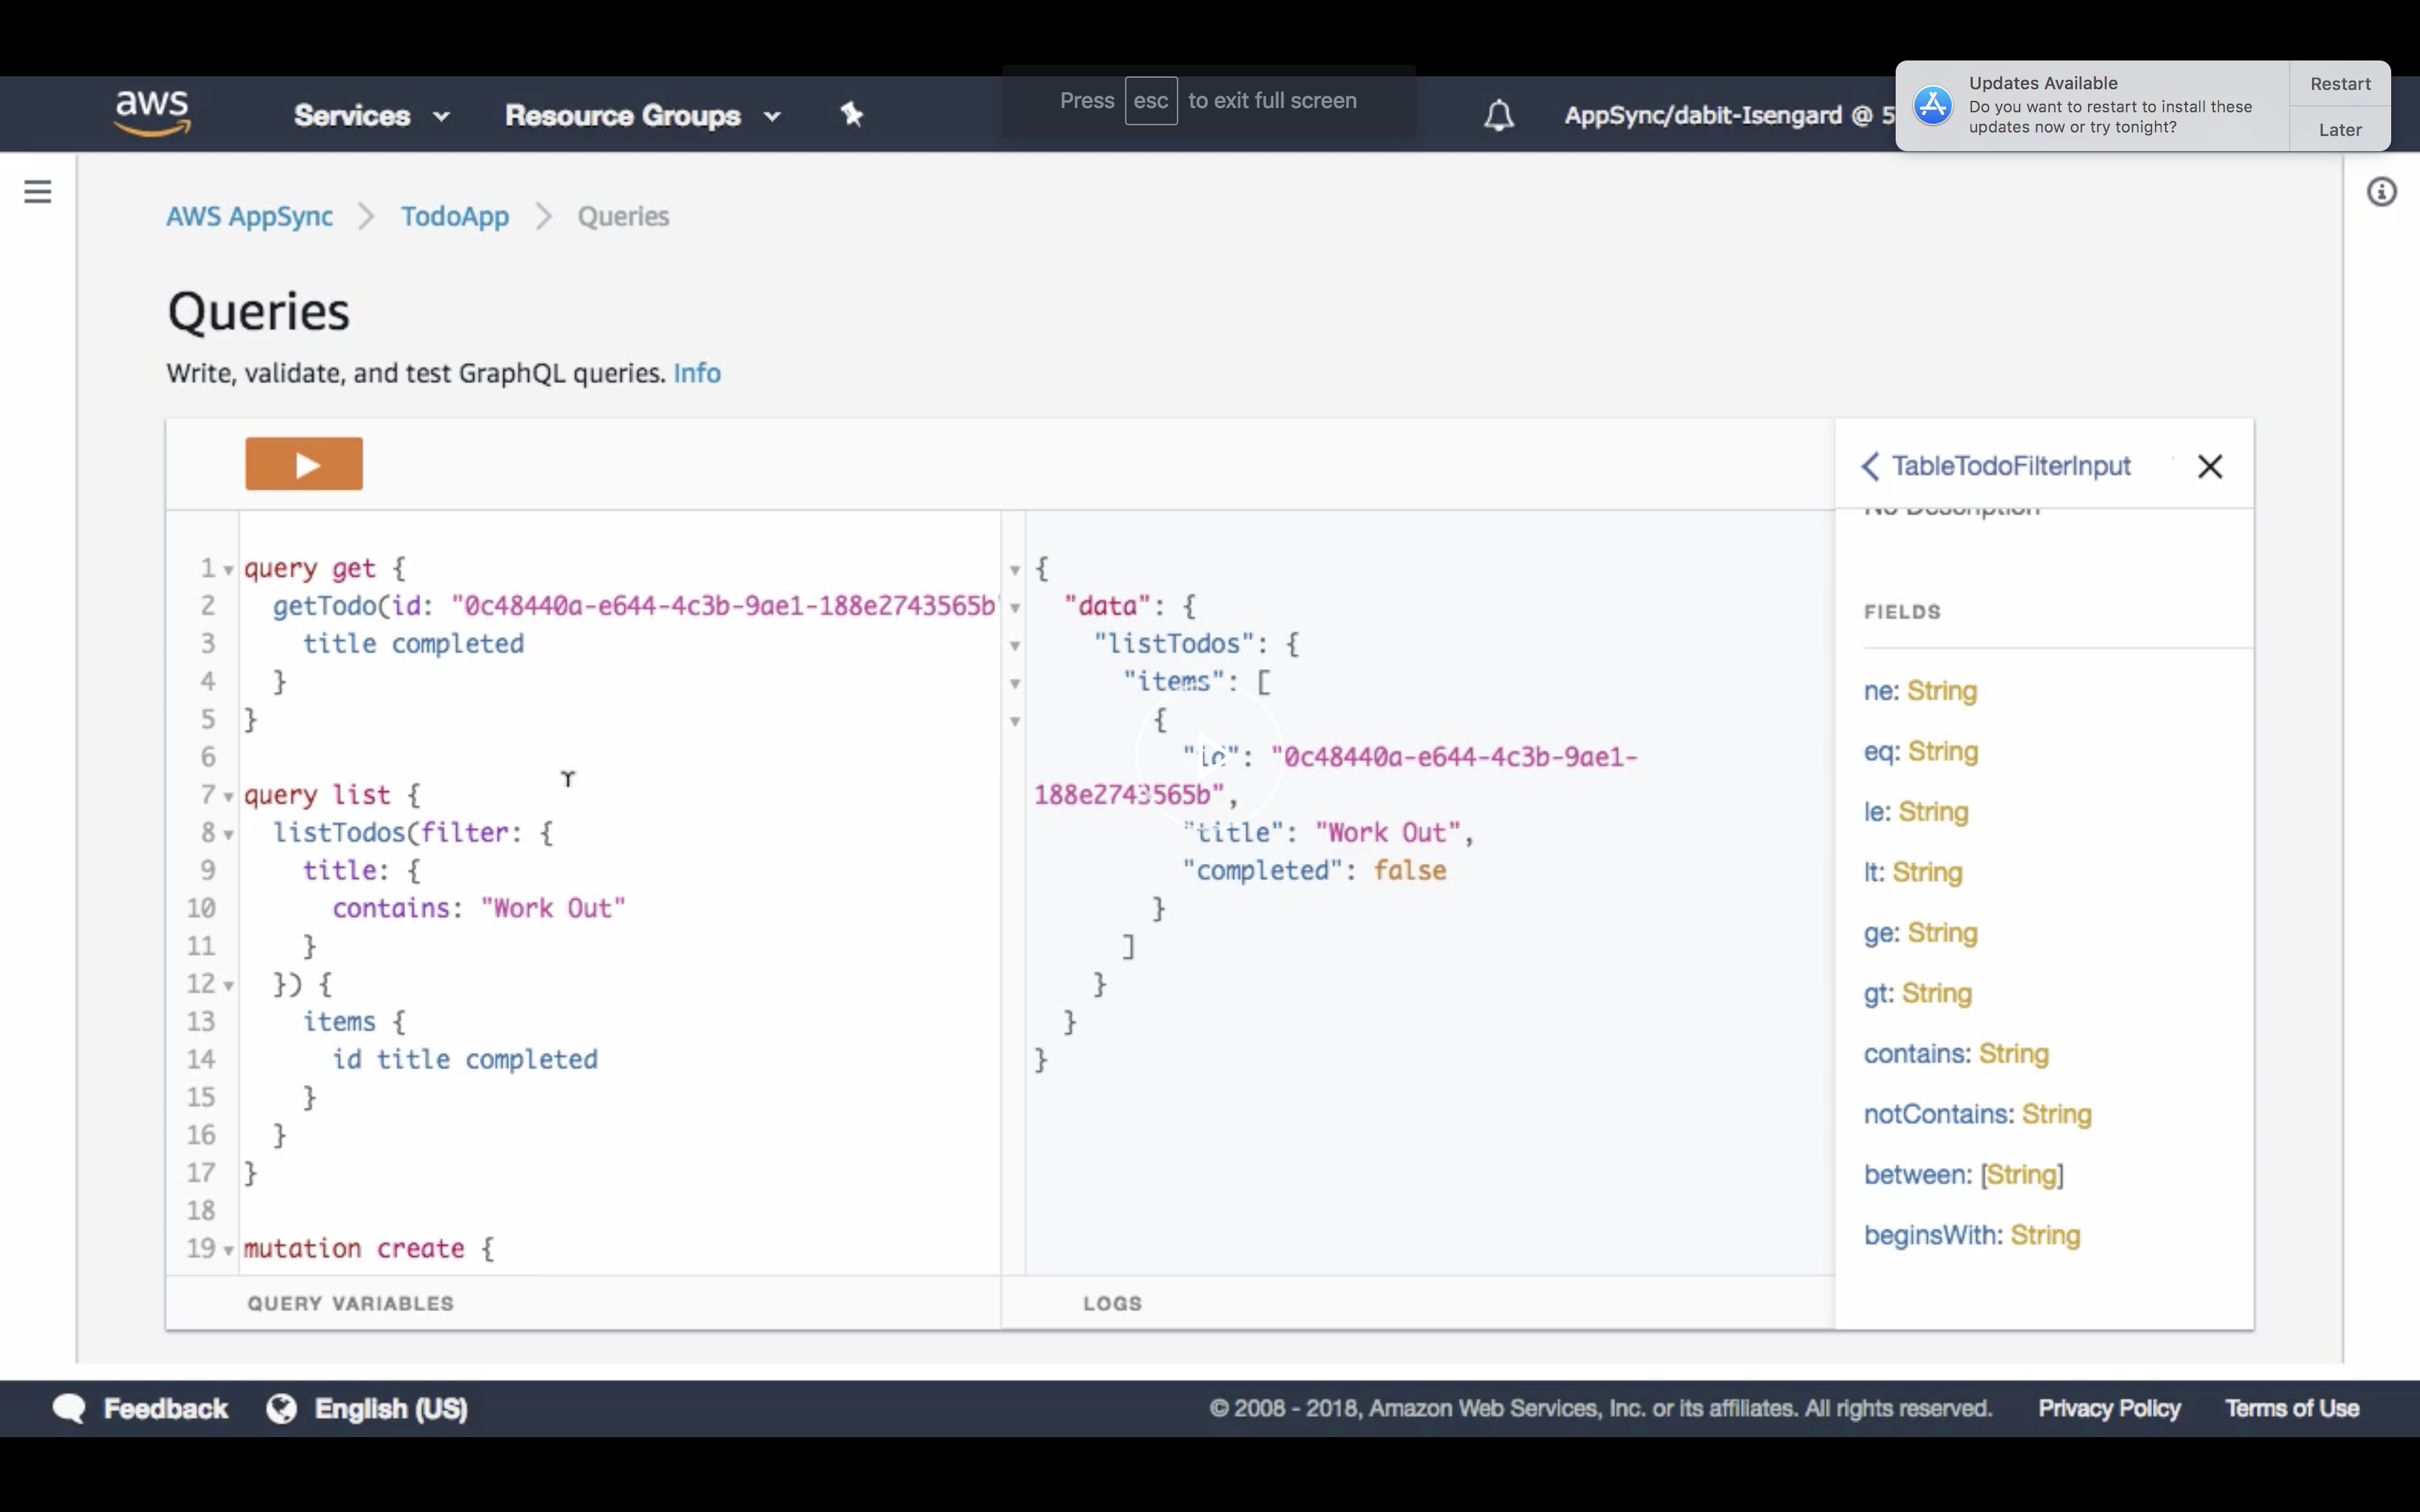 aws
Services
Resource Groups
Press esc to exit full screen
AppSync/dabit-Isengard @ 5
Updates Available
Do you want to restart to install these
updates now or try tonight?
Restart
Later
AWS AppSync > TodoApp > Queries
Queries
Write, validate, and test GraphQL queries. Info
1 query get {
2 getTodo(id: "0c48440a-e644-4c3b-9ae1-188e2743565b"
3 title completed
4 }
5 }
6
7 query list {
8 listTodos(filter: {
9 title: {
10 contains: "Work Out"
11 }
12 }) {
13 items {
14 id title completed
15 }
16 }
17 }
18
19 mutation create {
QUERY VARIABLES
{
"data": {
"listTodos": {
"items": [
{
"id": "0c48440a-e644-4c3b-9ae1-
188e2743565b",
"title": "Work Out",
"completed": false
}
]
}
}
}
LOGS
TableTodoFilterInput
No Description
FIELDS
ne: String
eq: String
le: String
lt: String
ge: String
gt: String
contains: String
notContains: String
between: [String]
beginsWith: String
Feedback
English (US)
© 2008 - 2018, Amazon Web Services, Inc. or its affiliates. All rights reserved.
Privacy Policy
Terms of Use